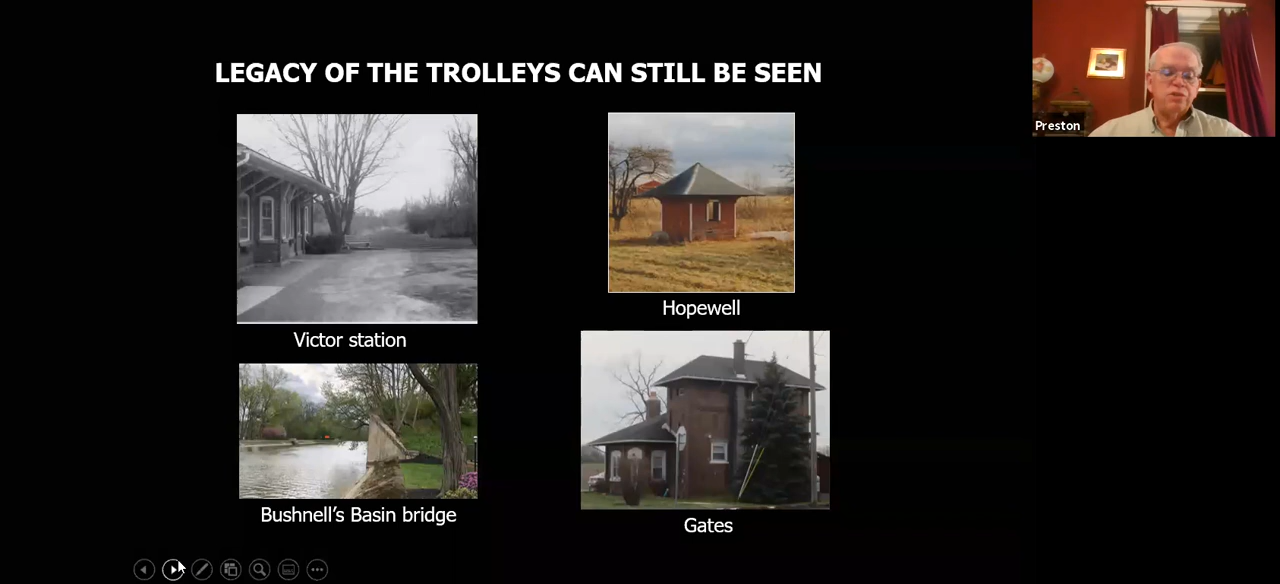 LEGACY OF THE TROLLEYS CAN STILL BE SEEN
Preston
Victor station
Hopewell
Bushnell’s Basin bridge
Gates